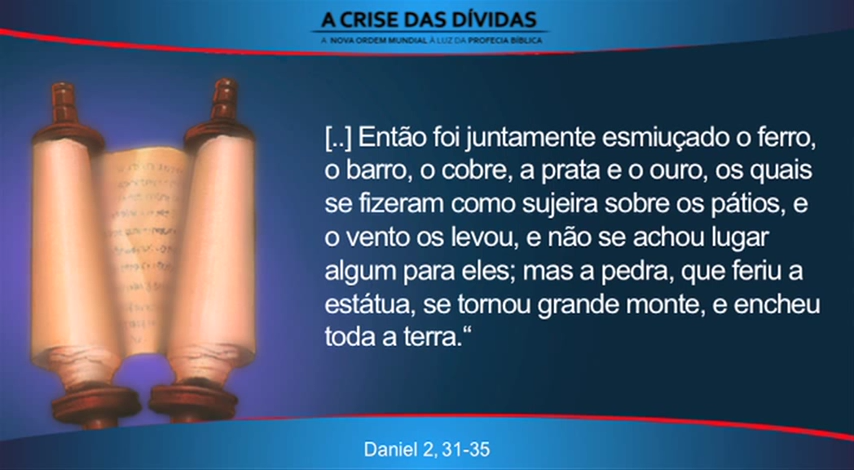 A CRISE DAS DÍVIDAS
A NOVA ORDEM MUNDIAL À LUZ DA PROFECIA BÍBLICA
[..] Então foi juntamente esmiuçado o ferro,
o barro, o cobre, a prata e o ouro, os quais
se fizeram como sujeira sobre os pátios, e
o vento os levou, e não se achou lugar
algum para eles; mas a pedra, que feriu a
estátua, se tornou grande monte, e encheu
toda a terra.“
Daniel 2, 31-35